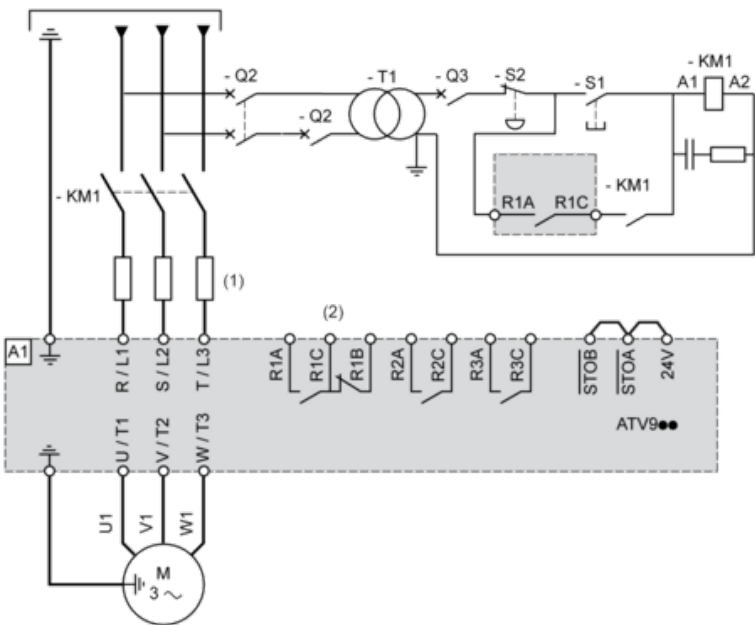 - Q2
- T1
- Q3
- S2
- S1
- KM1
A1
A2
- Q2
- KM1
R1A
R1C
- KM1
(1)
(2)
A1
R / L1
S / L2
T / L3
R1A
R1C
R1B
R2A
R2C
R3A
R3C
STOB
STOA
24V
ATV9●●
U / T1
V / T2
W / T3
U1
V1
W1
M
3 ~